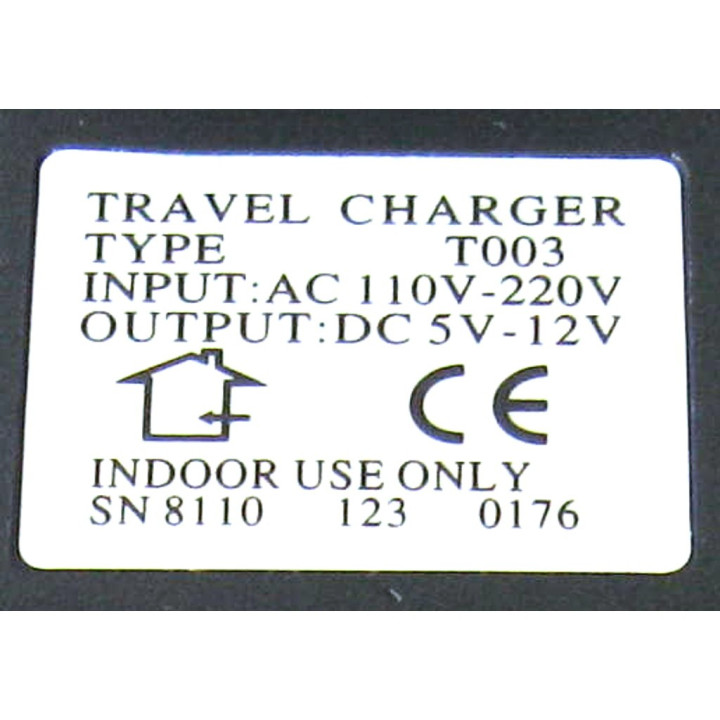 TRAVEL CHARGER
TYPE T003
INPUT:AC 110V-220V
OUTPUT:DC 5V-12V
CE
INDOOR USE ONLY
SN 8110 123 0176